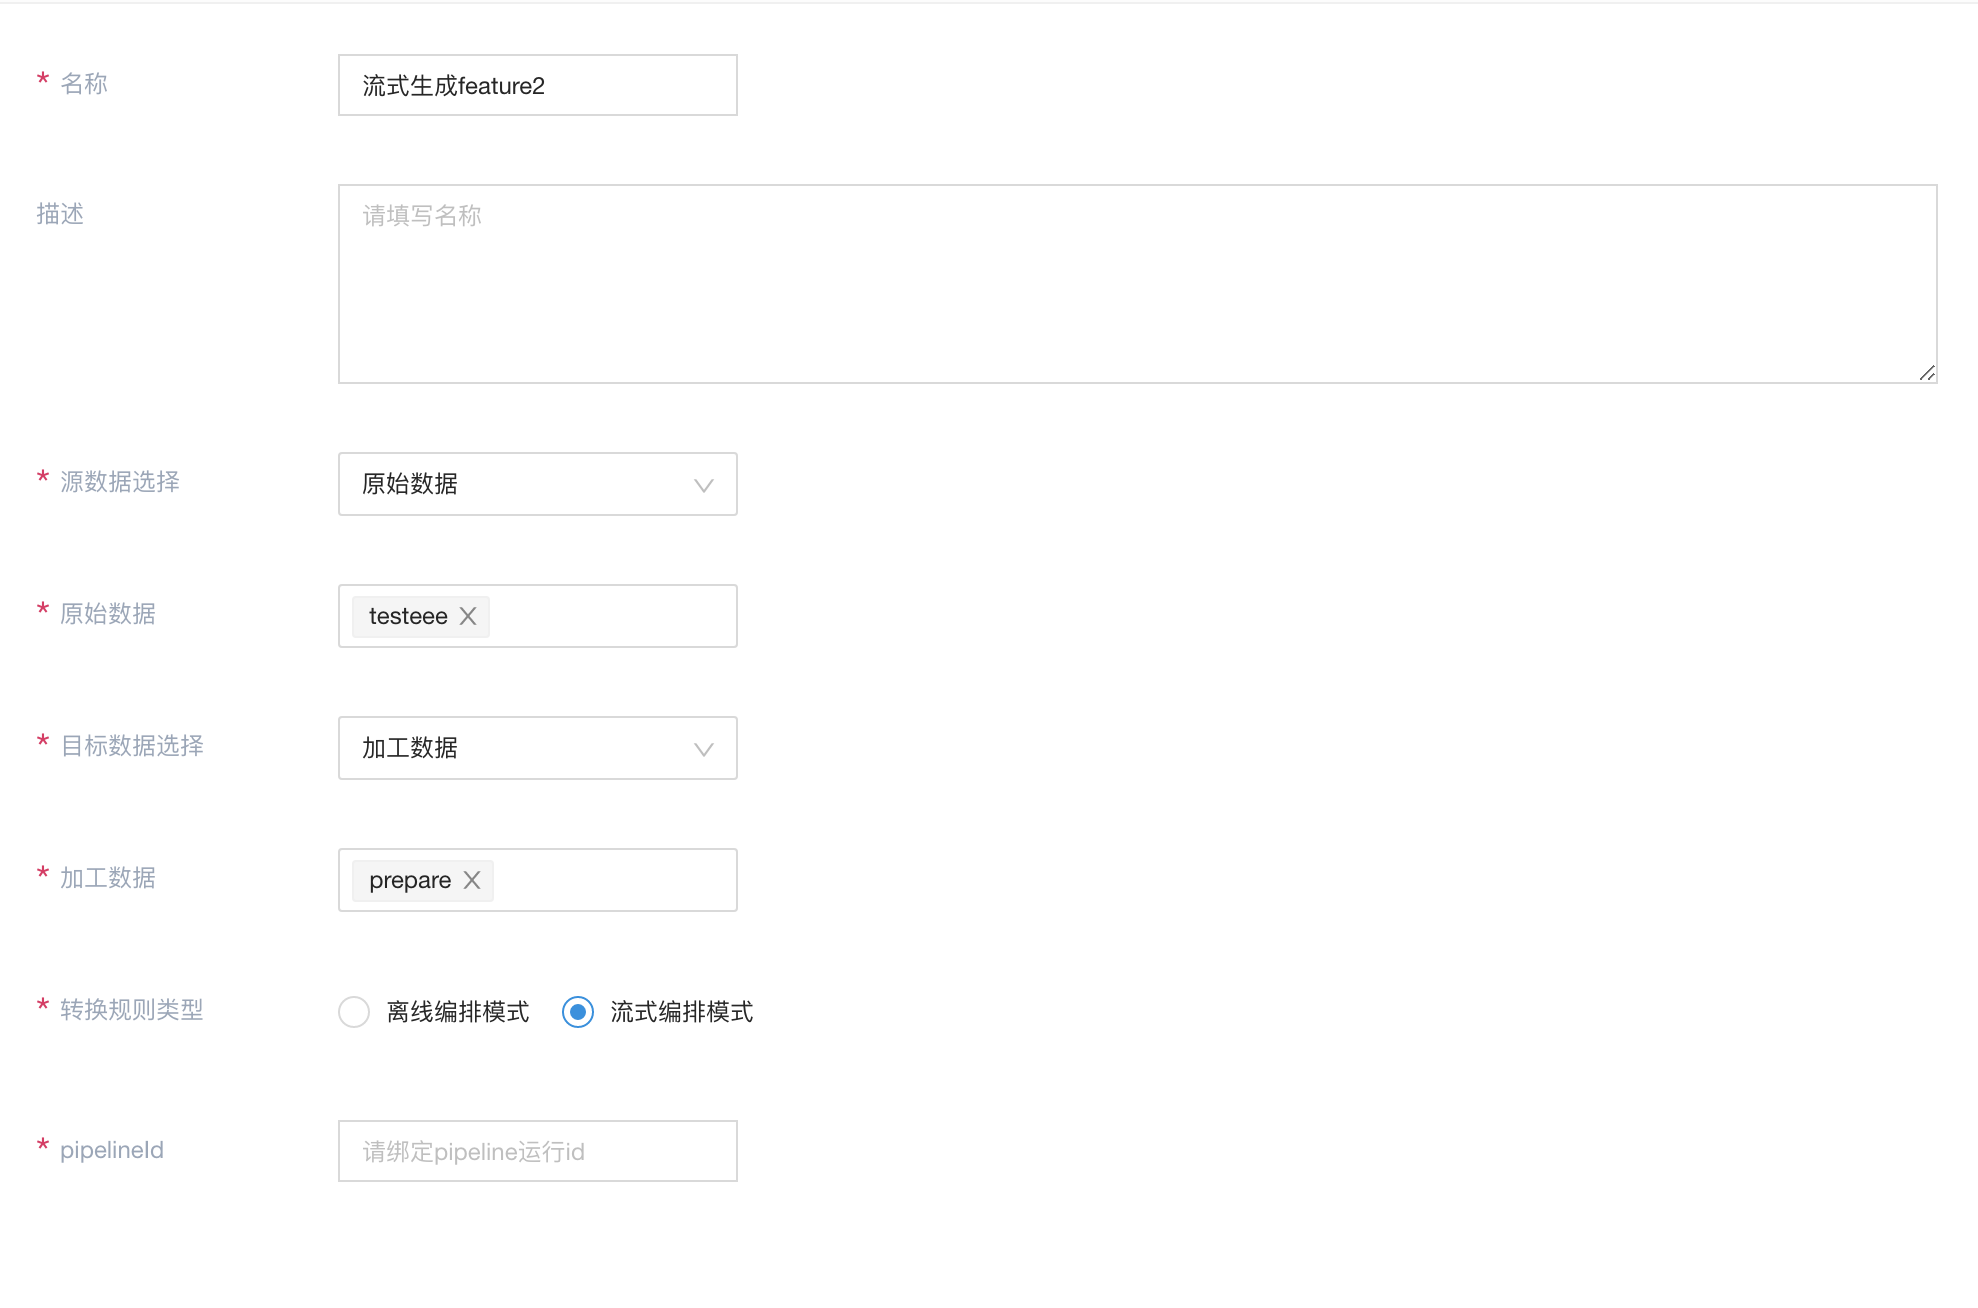 * 名称
流式生成feature2
描述
请填写名称
* 源数据选择
原始数据
* 原始数据
testeee X
* 目标数据选择
加工数据
* 加工数据
prepare X
* 转换规则类型
离线编排模式 流式编排模式
* pipelineId
请绑定pipeline运行id